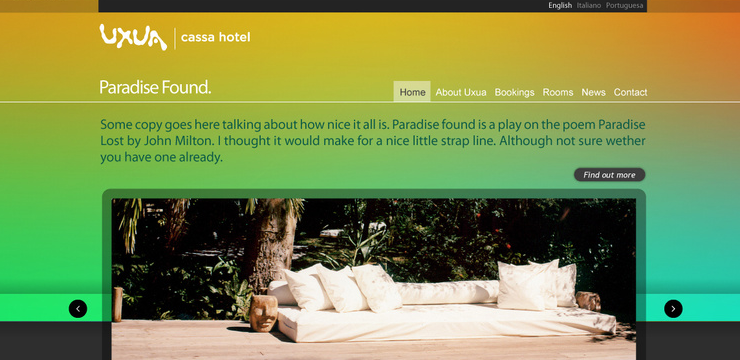 English Italiano Portuguesa
UXUA cassa hotel
Paradise Found.
Home About Uxua Bookings Rooms News Contact
Some copy goes here talking about how nice it all is. Paradise found is a play on the poem Paradise
Lost by John Milton. I thought it would make for a nice little strap line. Although not sure wether
you have one already.
Find out more